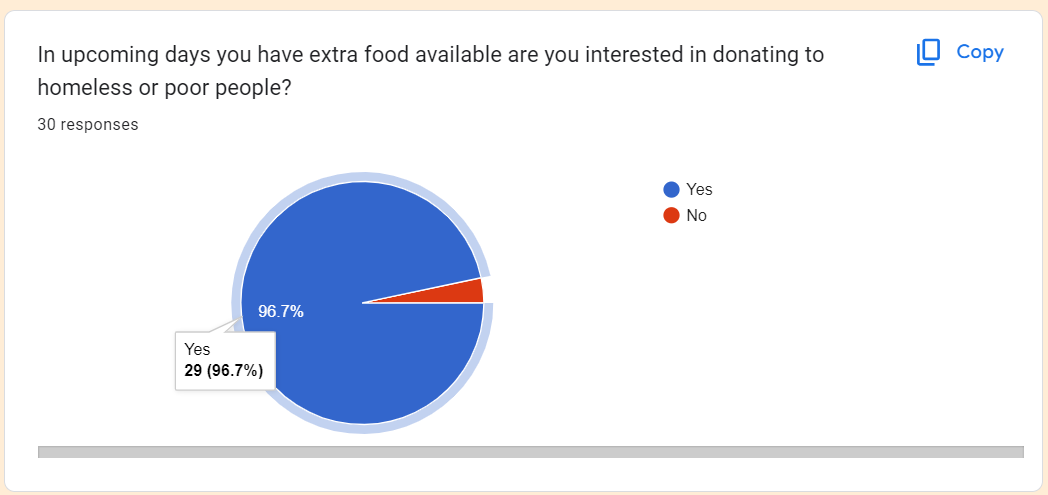 In upcoming days you have extra food available are you interested in donating to
homeless or poor people?
Copy
30 responses
Yes
No
96.7%
Yes
29 (96.7%)